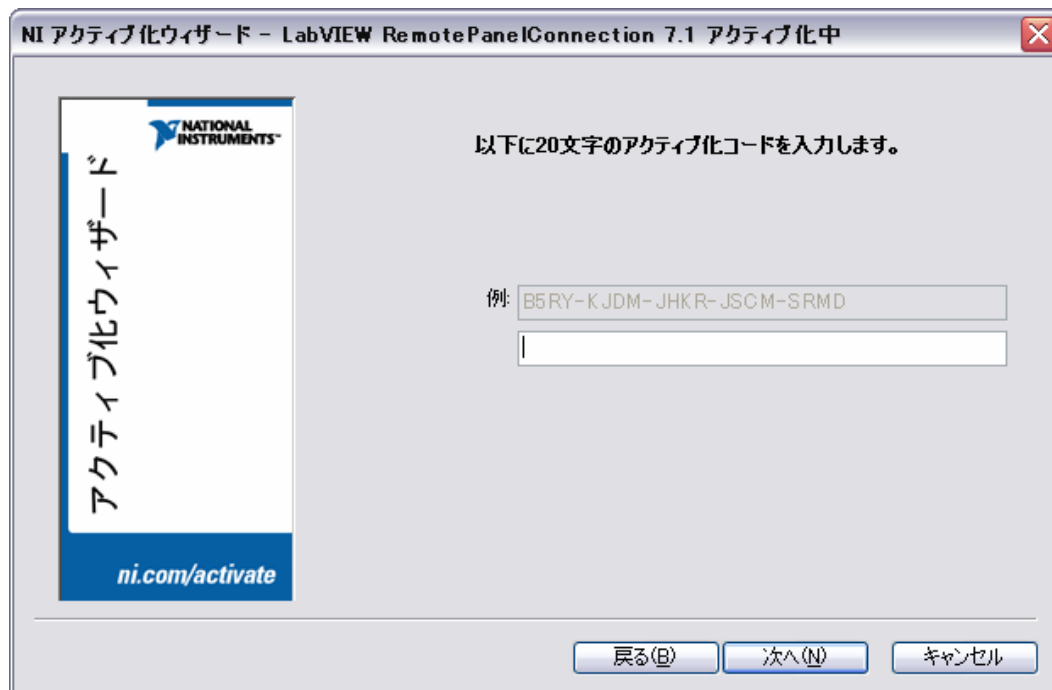 NI アクティブ化ウィザード - LabVIEW RemotePanelConnection 7.1 アクティブ化中
NATIONAL
INSTRUMENTS™
アクティブ化ウィザード
ni.com/activate
以下に20文字のアクティブ化コードを入力します。
例: B5RY-KJDM-JHKR-JSCM-SRMD
戻る(B)
次へ(N)
キャンセル